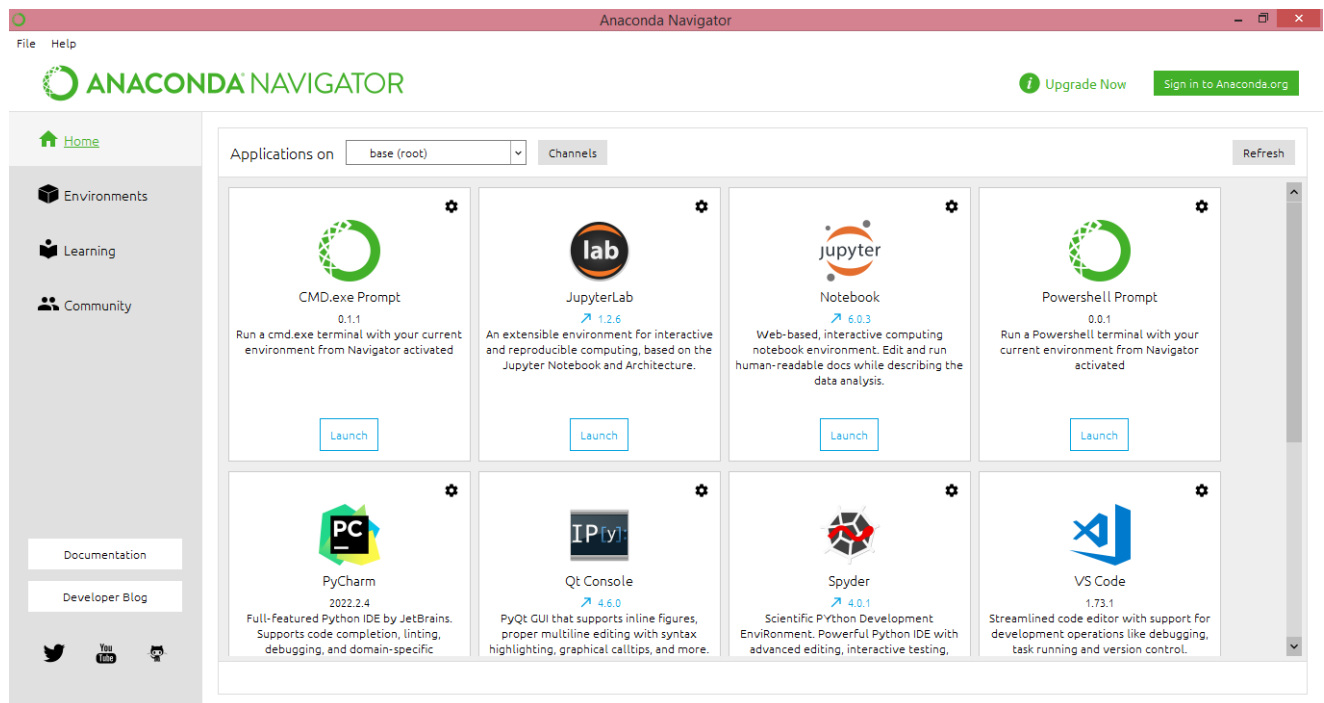 Anaconda Navigator
File Help
ANACONDA NAVIGATOR
i Upgrade Now
Sign in to Anaconda.org
Home
Environments
Learning
Community
Documentation
Developer Blog
You
Tube
Applications on base (root) Channels Refresh
lab
jupyter
CMD.exe Prompt
0.1.1
Run a cmd.exe terminal with your current
environment from Navigator activated
Launch
JupyterLab
1.2.6
An extensible environment for interactive
and reproducible computing, based on the
Jupyter Notebook and Architecture.
Launch
Notebook
6.0.3
Web-based, interactive computing
notebook environment. Edit and run
human-readable docs while describing the
data analysis.
Launch
Powershell Prompt
0.0.1
Run a Powershell terminal with your
current environment from Navigator
activated
Launch
PC
PyCharm
2022.2.4
Full-featured Python IDE by JetBrains.
Supports code completion, linting,
debugging, and domain-specific
IP[y]:
Qt Console
4.6.0
PyQt GUI that supports inline figures,
proper multiline editing with syntax
highlighting, graphical calltips, and more.
Spyder
4.0.1
Scientific PYthon Development
EnviRonment. Powerful Python IDE with
advanced editing, interactive testing,
VS Code
1.73.1
Streamlined code editor with support for
development operations like debugging,
task running and version control.